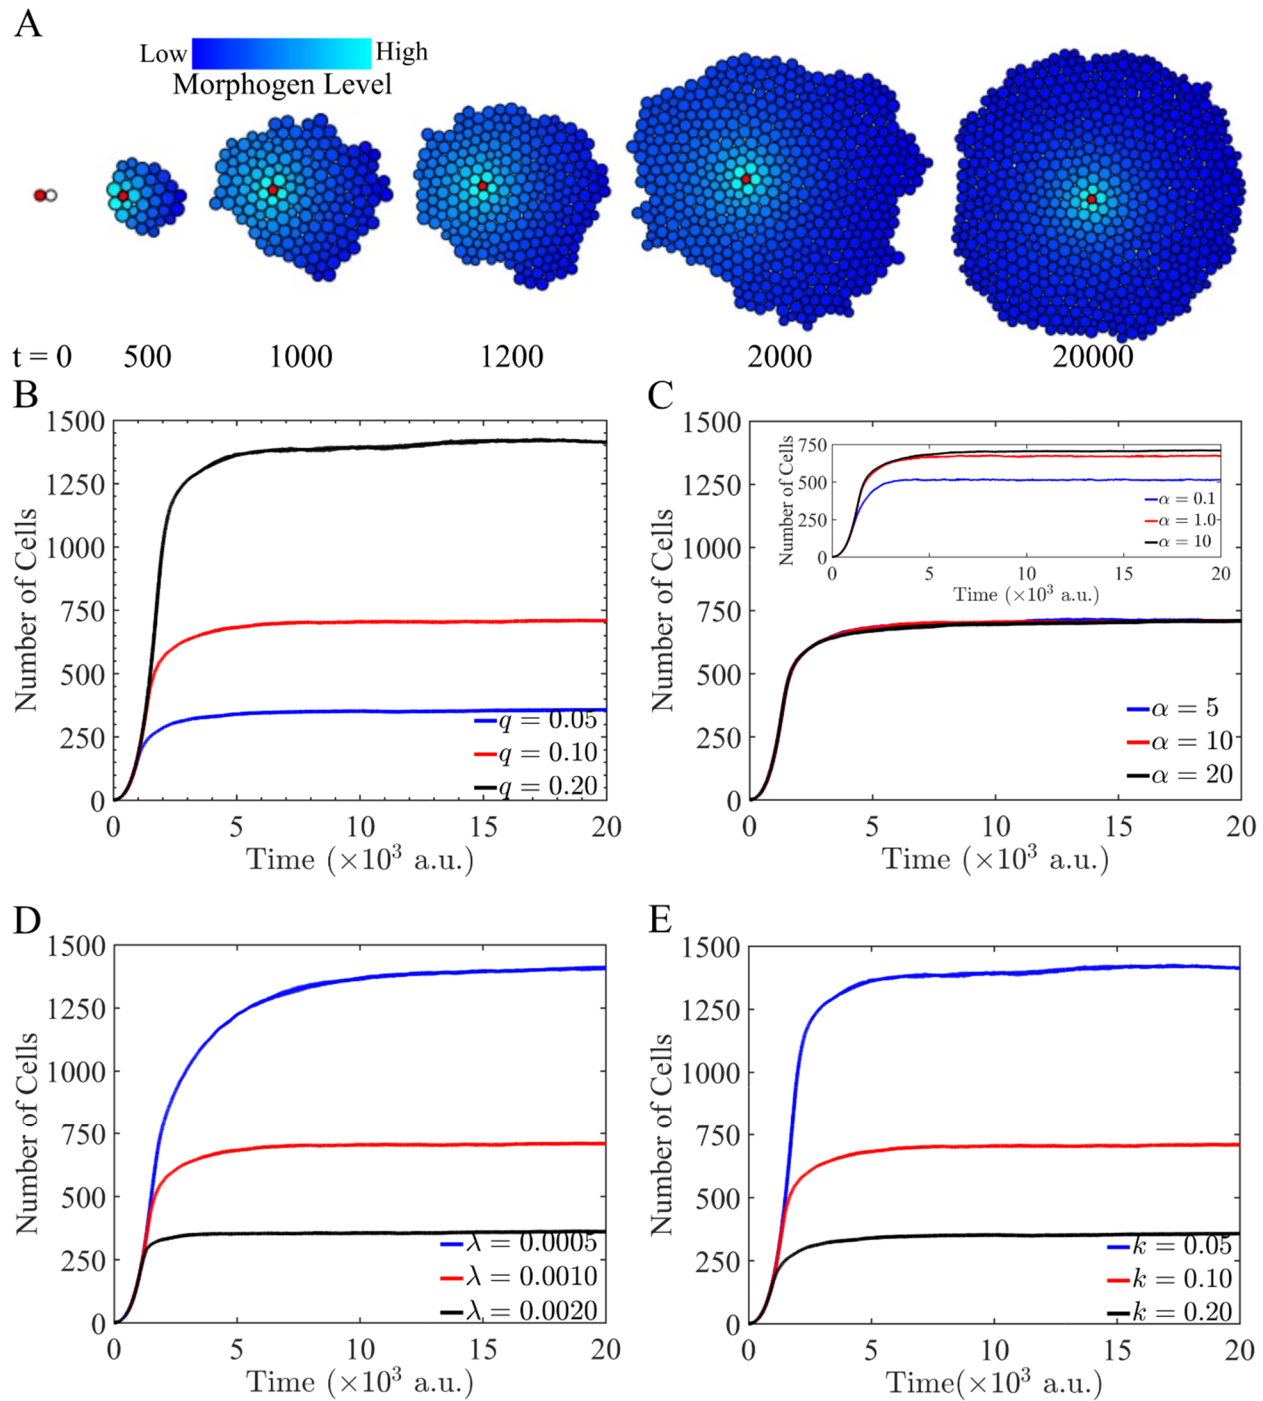 A
Low High
Morphogen Level
t = 0 500 1000 1200 2000 20000
B
Number of Cells
1500
1250
1000
750
500
250
0
0 5 10 15 20
Time (×10³ a.u.)
q = 0.05
q = 0.10
q = 0.20
C
Number of Cells
1500
1250
1000
750
500
250
0
0 5 10 15 20
Time (×10³ a.u.)
Number of Cells
750
500
250
0
0 5 10 15 20
Time (×10³ a.u.)
α = 0.1
α = 1.0
α = 10
α = 5
α = 10
α = 20
D
Number of Cells
1500
1250
1000
750
500
250
0
0 5 10 15 20
Time (×10³ a.u.)
λ = 0.0005
λ = 0.0010
λ = 0.0020
E
Number of Cells
1500
1250
1000
750
500
250
0
0 5 10 15 20
Time(×10³ a.u.)
k = 0.05
k = 0.10
k = 0.20